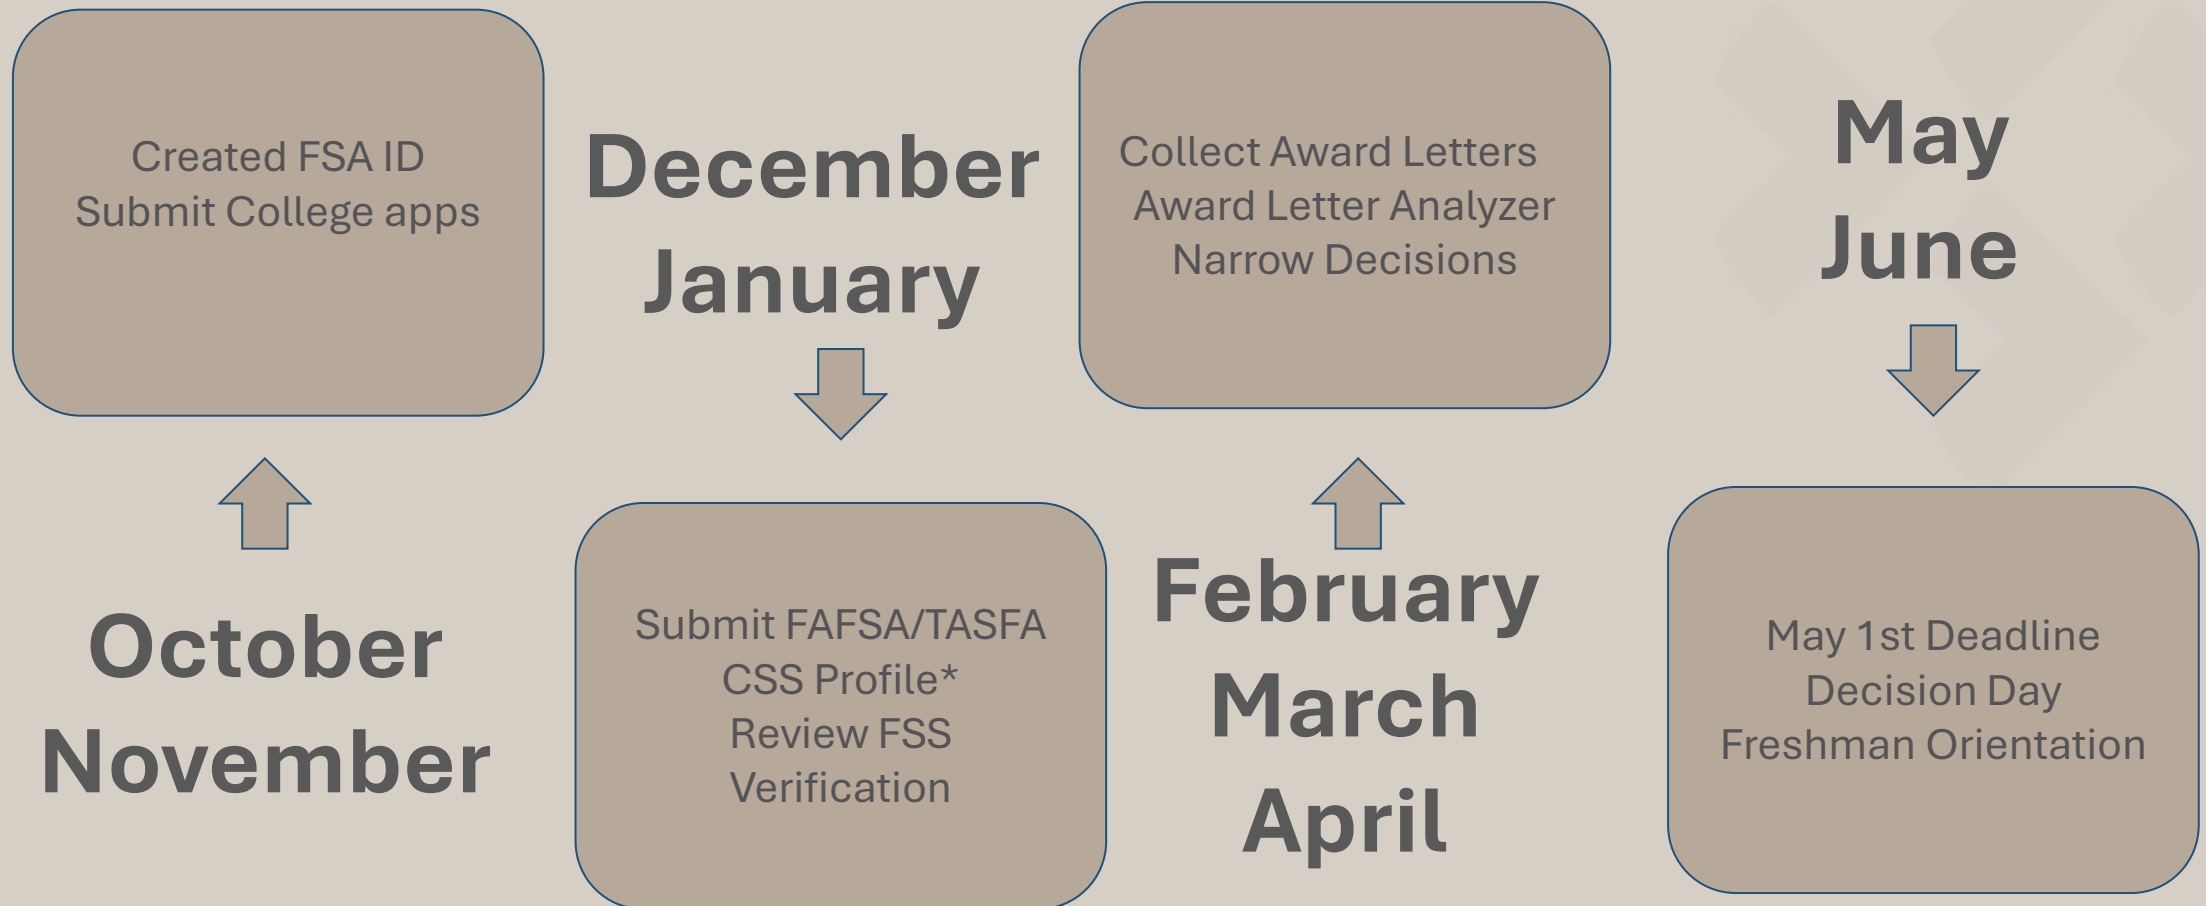 Created FSA ID
Submit College apps
October
November
December
January
Submit FAFSA/TASFA
CSS Profile*
Review FSS
Verification
Collect Award Letters
Award Letter Analyzer
Narrow Decisions
February
March
April
May
June
May 1st Deadline
Decision Day
Freshman Orientation